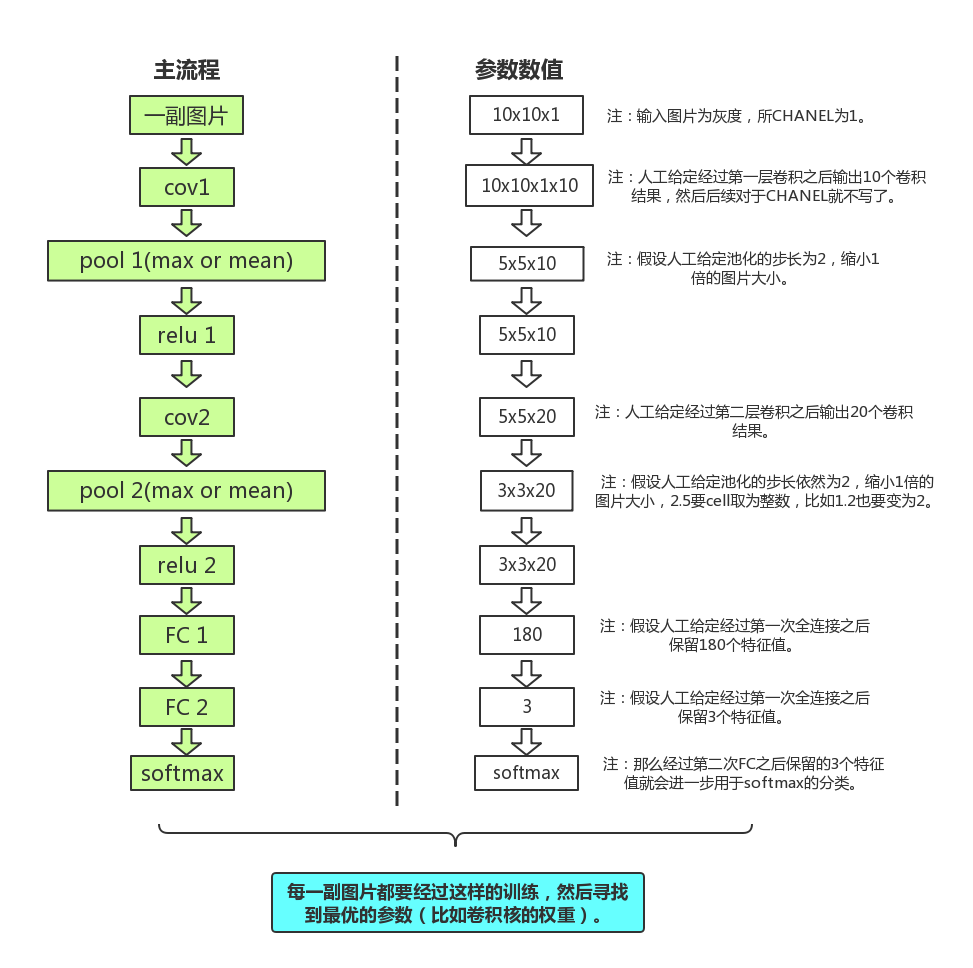 主流程
参数数值
一副图片
10x10x1
注：输入图片为灰度，所CHANEL为1。
cov1
10x10x1x10
注：人工给定经过第一层卷积之后输出10个卷积
结果，然后后续对于CHANEL就不写了。
pool 1(max or mean)
5x5x10
注：假设人工给定池化的步长为2，缩小1
倍的图片大小。
relu 1
5x5x10
cov2
5x5x20
注：人工给定经过第二层卷积之后输出20个卷积
结果。
pool 2(max or mean)
3x3x20
注：假设人工给定池化的步长依然为2，缩小1倍的
图片大小，2.5要cell取为整数，比如1.2也要变为2。
relu 2
3x3x20
FC 1
180
注：假设人工给定经过第一次全连接之后
保留180个特征值。
FC 2
3
注：假设人工给定经过第一次全连接之后
保留3个特征值。
softmax
softmax
注：那么经过第二次FC之后保留的3个特征
值就会进一步用于softmax的分类。
每一副图片都要经过这样的训练，然后寻找
到最优的参数（比如卷积核的权重）。